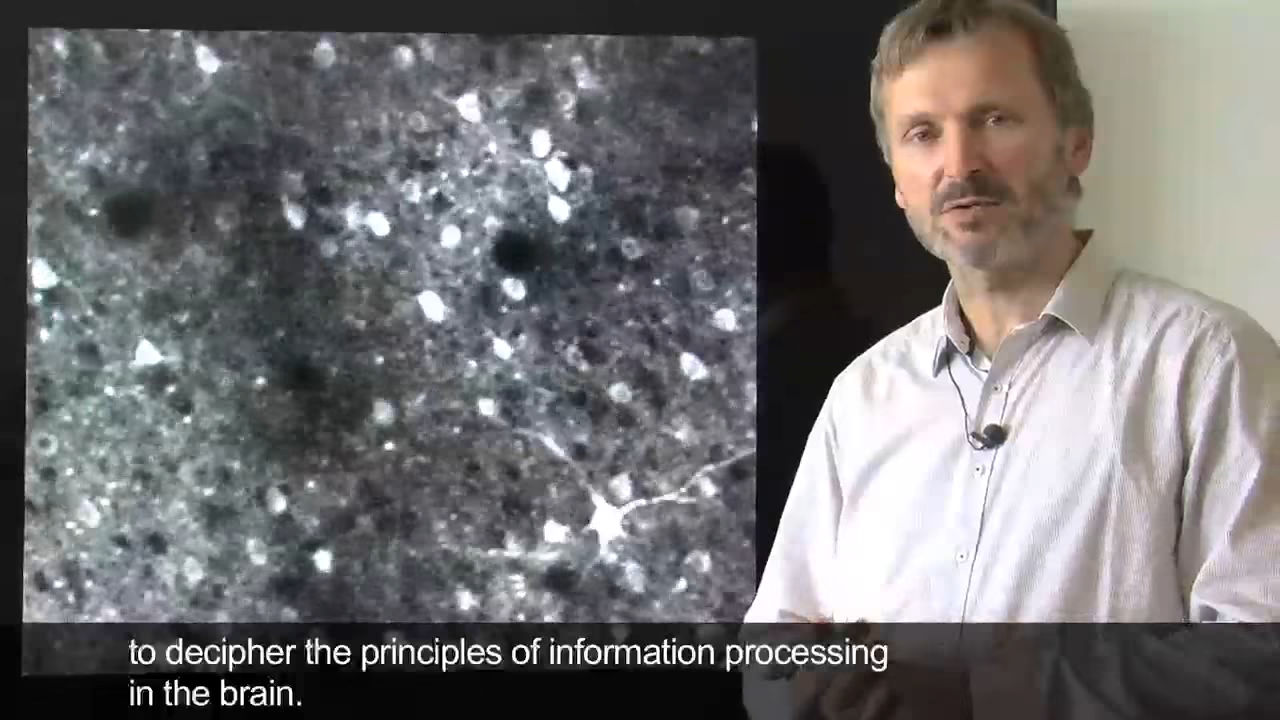 to decipher the principles of information processing
in the brain.